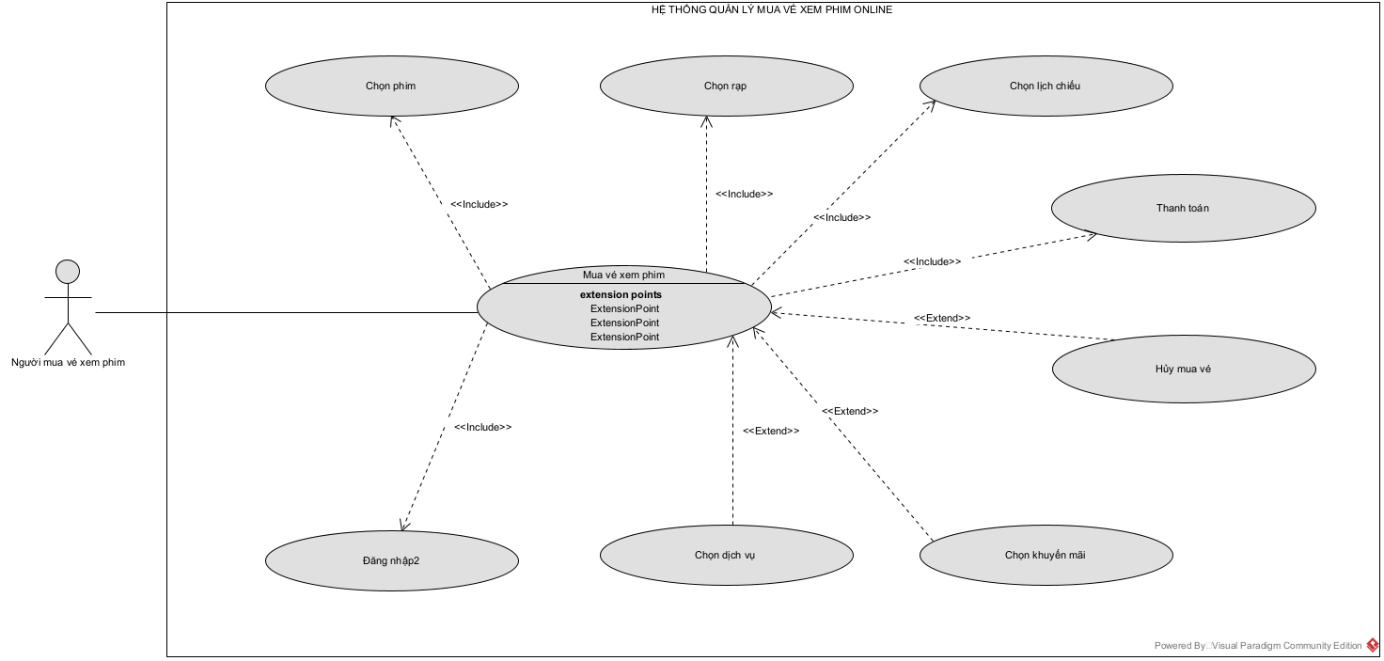 HỆ THỐNG QUẢN LÝ MUA VÉ XEM PHIM ONLINE
Chọn phim
Chọn rạp
Chọn lịch chiếu
<<Include>>
<<Include>>
<<Include>>
Thanh toán
<<Include>>
Mua vé xem phim
extension points
ExtensionPoint
ExtensionPoint
ExtensionPoint
<<Extend>>
Người mua vé xem phim
Hủy mua vé
<<Include>>
<<Extend>>
<<Extend>>
Đăng nhập2
Chọn dịch vụ
Chọn khuyến mãi
Powered By Visual Paradigm Community Edition